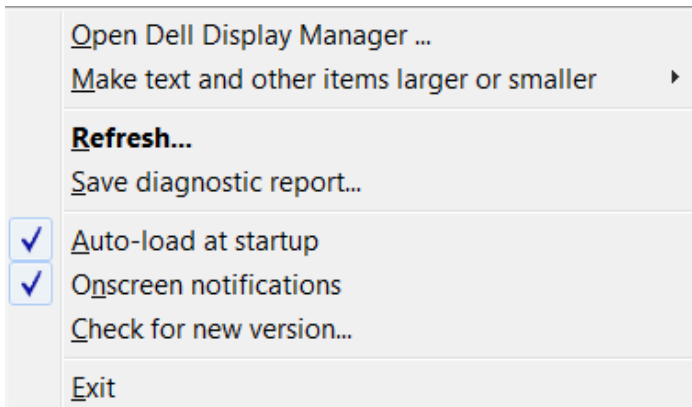 Open Dell Display Manager ...
Make text and other items larger or smaller
Refresh...
Save diagnostic report...
Auto-load at startup
Onscreen notifications
Check for new version...
Exit